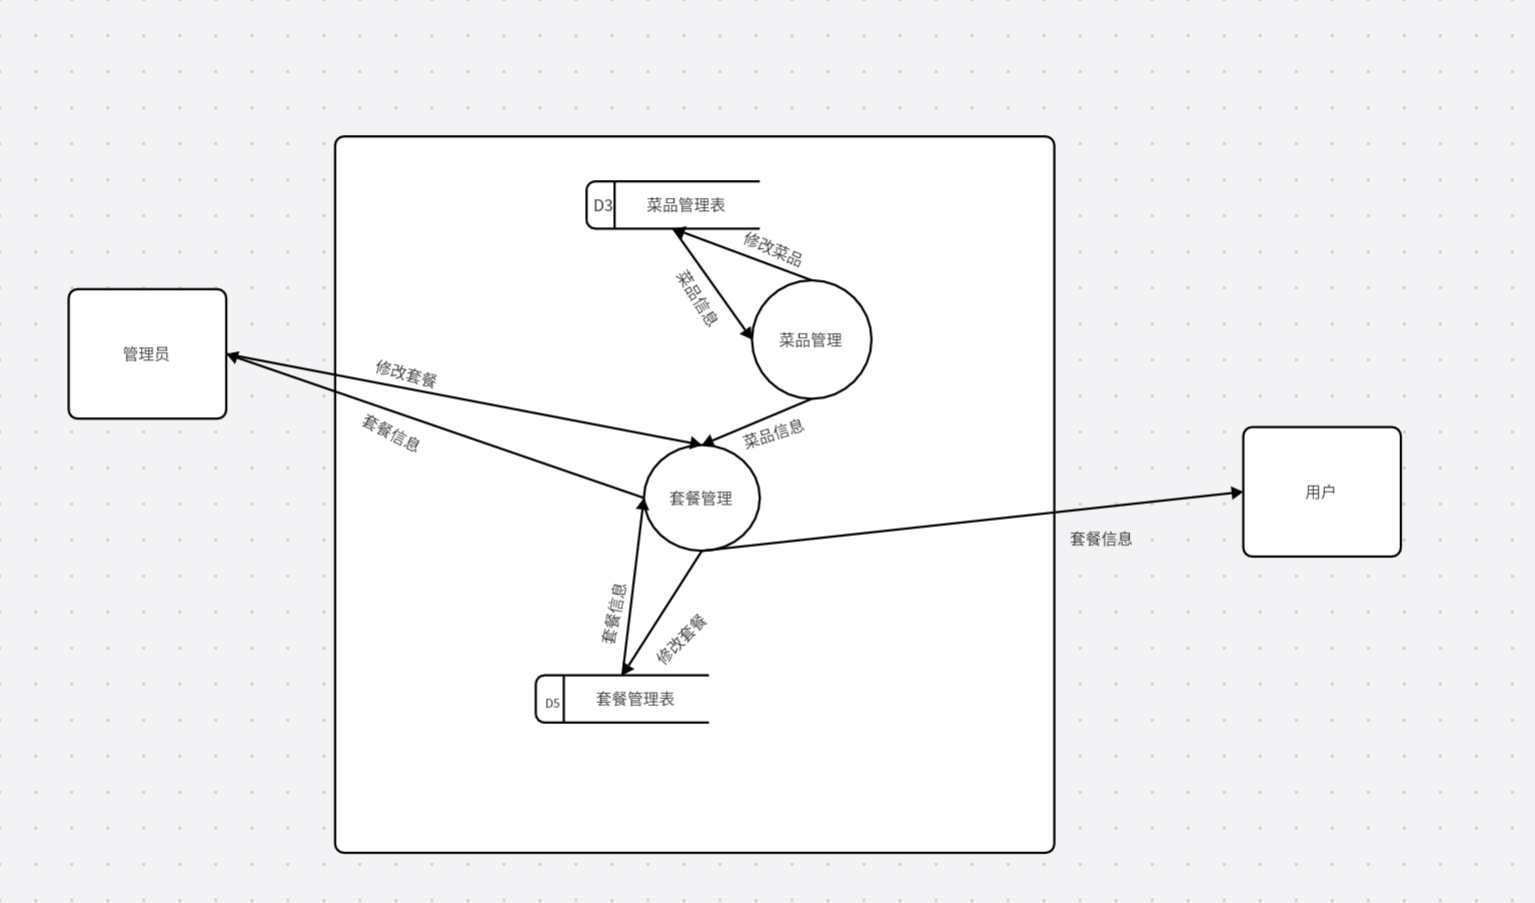 D3
菜品管理表
修改菜品
菜品信息
菜品管理
管理员
修改套餐
套餐信息
菜品信息
套餐管理
用户
套餐信息
套餐信息
修改套餐
D5
套餐管理表